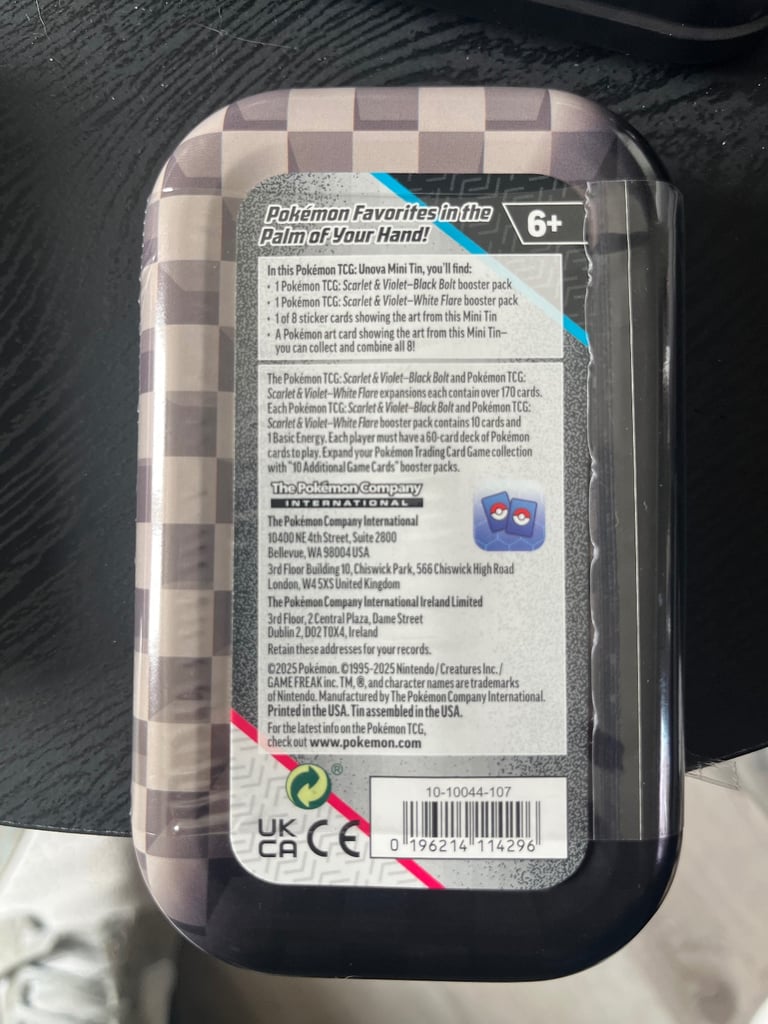 Pokémon Favorites in the
Palm of Your Hand!
6+
In this Pokémon TCG: Unova Mini Tin, you'll find:
• 1 Pokémon TCG: Scarlet & Violet—Black Bolt booster pack
• 1 Pokémon TCG: Scarlet & Violet—White Flare booster pack
• 1 of 8 sticker cards showing the art from this Mini Tin
• A Pokémon art card showing the art from this Mini Tin—
you can collect and combine all 8!
The Pokémon TCG: Scarlet & Violet—Black Bolt and Pokémon TCG:
Scarlet & Violet—White Flare expansions each contain over 170 cards.
Each Pokémon TCG: Scarlet & Violet—Black Bolt and Pokémon TCG:
Scarlet & Violet—White Flare booster pack contains 10 cards and
1 Basic Energy. Each player must have a 60-card deck of Pokémon
cards to play. Expand your Pokémon Trading Card Game collection
with "10 Additional Game Cards" booster packs.
The Pokémon Company
INTERNATIONAL
The Pokémon Company International
10400 NE 4th Street, Suite 2800
Bellevue, WA 98004 USA
3rd Floor Building 10, Chiswick Park, 566 Chiswick High Road
London, W4 5XS United Kingdom
The Pokémon Company International Ireland Limited
3rd Floor, 2 Central Plaza, Dame Street
Dublin 2, D02 T0X4, Ireland
Retain these addresses for your records.
©2025 Pokémon. ©1995-2025 Nintendo / Creatures Inc. /
GAME FREAK inc. TM, ®, and character names are trademarks
of Nintendo. Manufactured by The Pokémon Company International.
Printed in the USA. Tin assembled in the USA.
For the latest info on the Pokémon TCG,
check out www.pokemon.com
®
UK
CA CE
10-10044-107
0 196214 114296